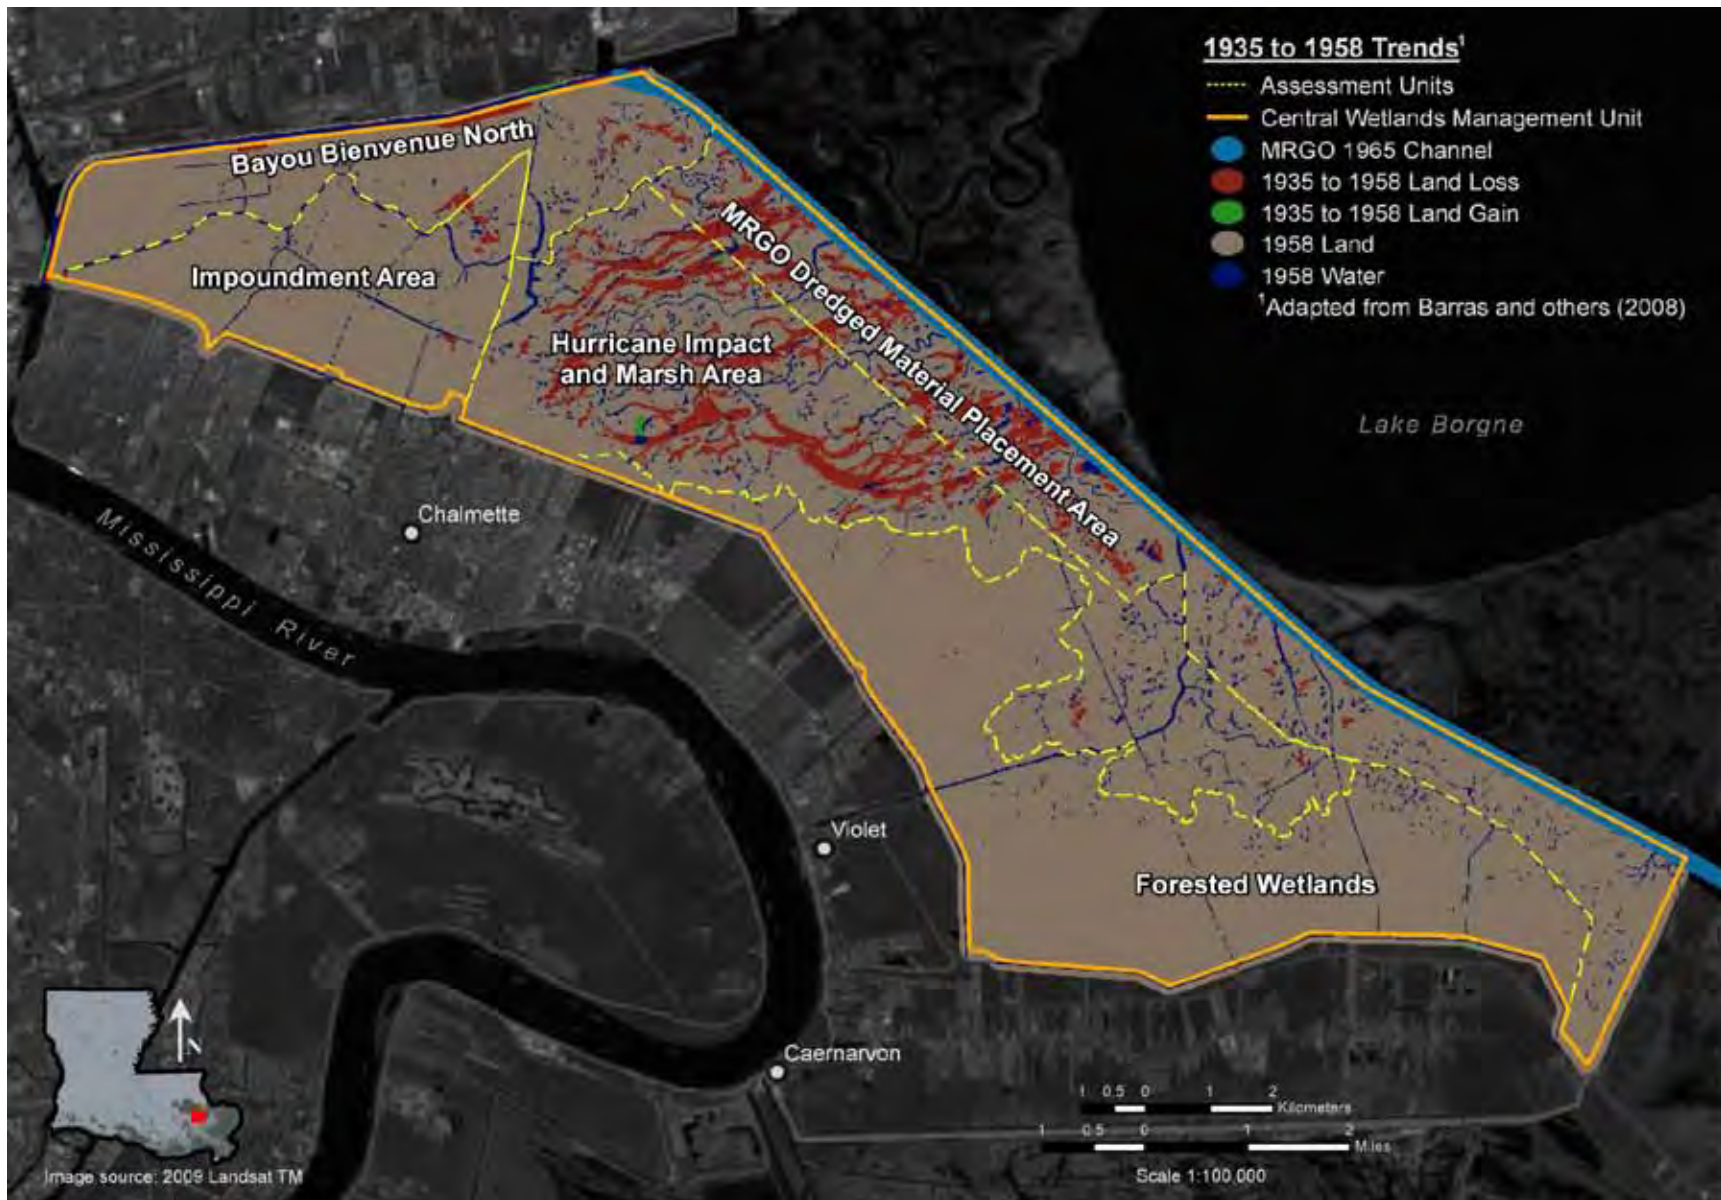 1935 to 1958 Trends¹
Assessment Units
Central Wetlands Management Unit
MRGO 1965 Channel
1935 to 1958 Land Loss
1935 to 1958 Land Gain
1958 Land
1958 Water
¹Adapted from Barras and others (2008)
Bayou Bienvenue North
Impoundment Area
MRGO Dredged Material Placement Area
Hurricane Impact
and Marsh Area
Lake Borgne
Chalmette
Mississippi River
Violet
Forested Wetlands
Caernarvon
N
1 0.5 0 1 2
Kilometers
1 0.5 0 1 2
Miles
Scale 1:100,000
Image source: 2009 Landsat TM